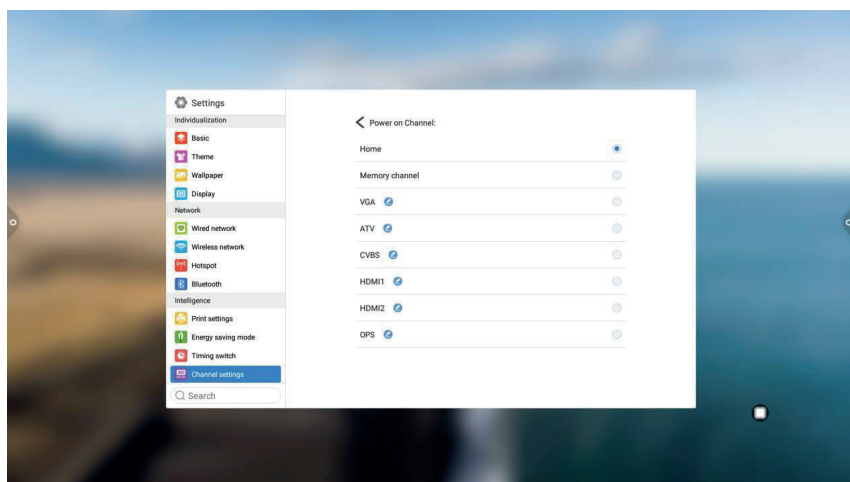 Settings
Individualization
Basic
Theme
Wallpaper
Display
Network
Wired network
Wireless network
Hotspot
Bluetooth
Intelligence
Print settings
Energy saving mode
Timing switch
Channel settings
Search
Power on Channel:
Home
Memory channel
VGA
ATV
CVBS
HDMI1
HDMI2
OPS